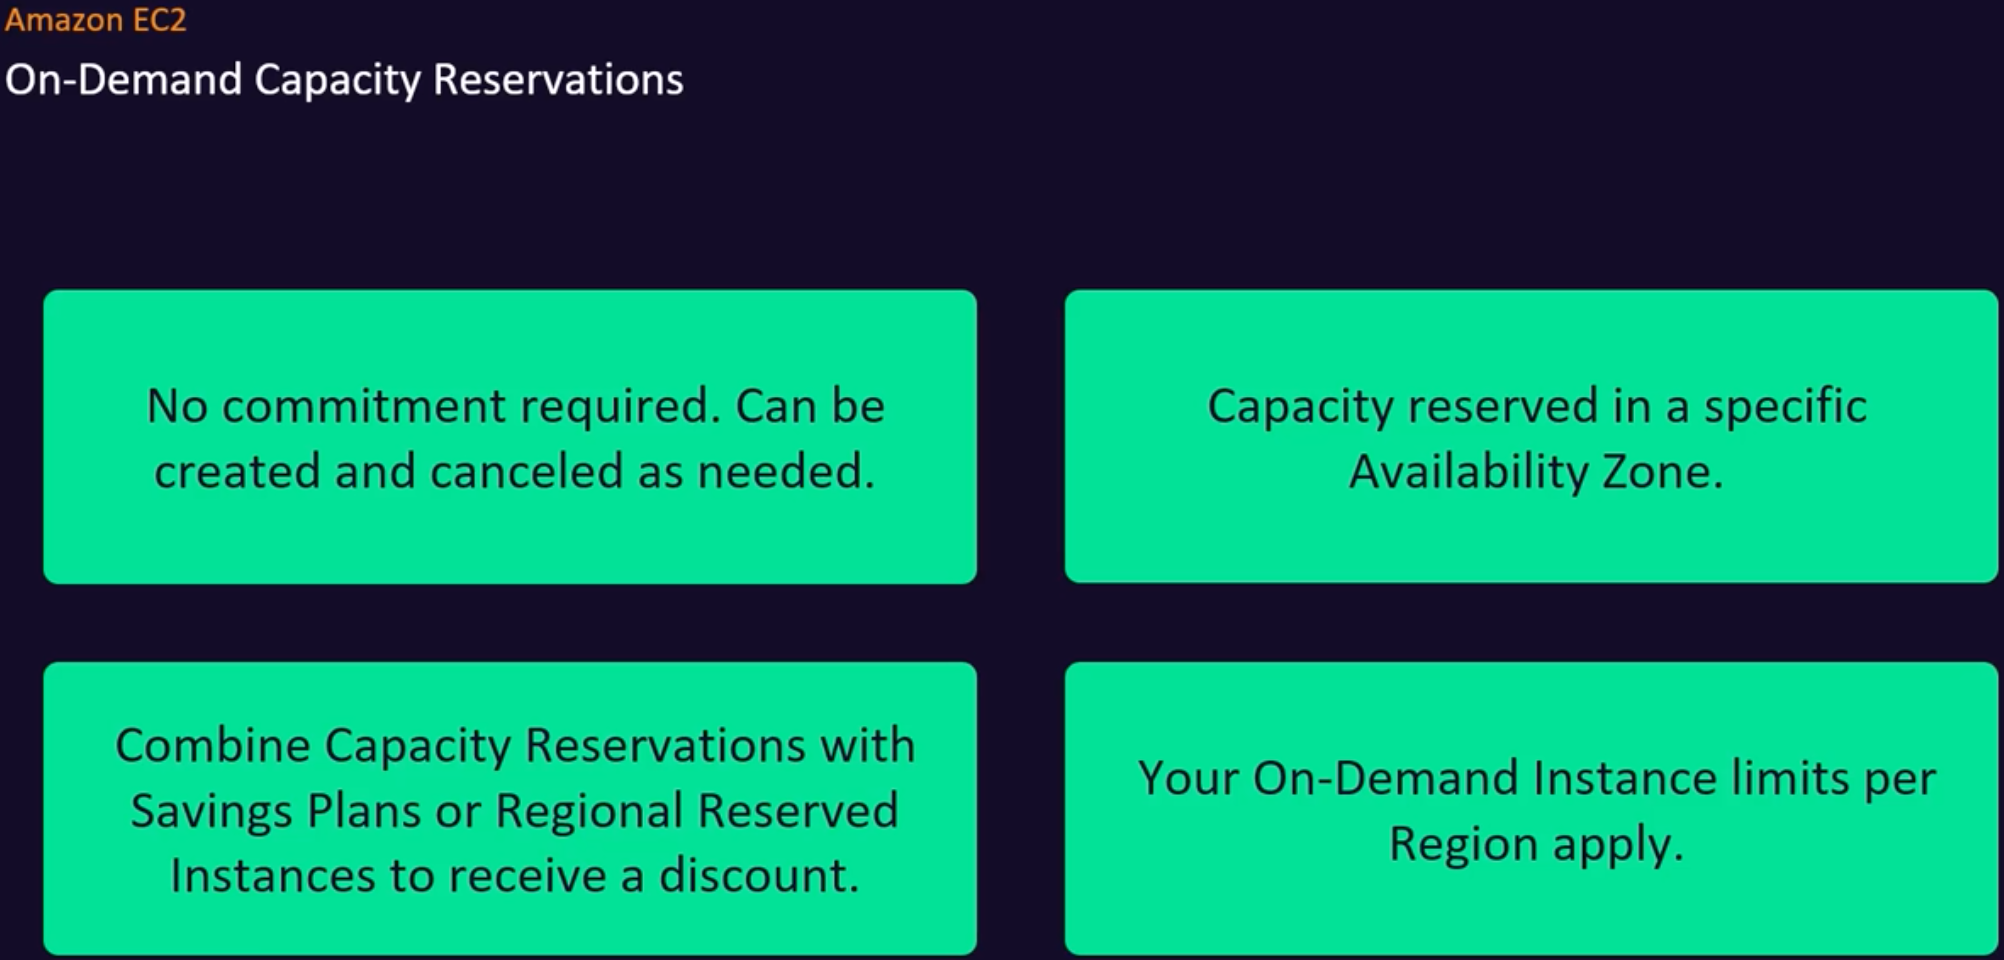 Amazon EC2
On-Demand Capacity Reservations
No commitment required. Can be
created and canceled as needed.
Capacity reserved in a specific
Availability Zone.
Combine Capacity Reservations with
Savings Plans or Regional Reserved
Instances to receive a discount.
Your On-Demand Instance limits per
Region apply.